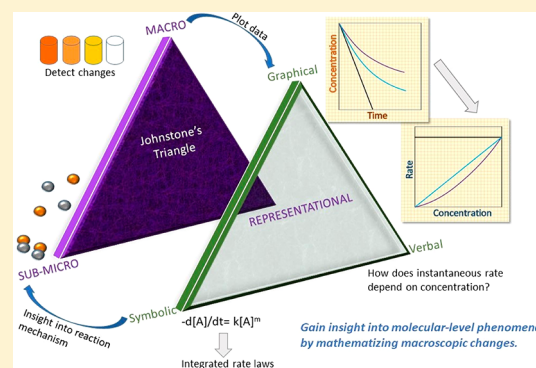 MACRO
Plot data
Detect changes
Graphical
Concentration
Time
Johnstone's
Triangle
Rate
Concentration
REPRESENTATIONAL
SUB-MICRO
Verbal
How does instantaneous rate
depend on concentration?
Symbolic
-d[A]/dt= k[A]ᵐ
Insight into reaction
mechanism
Integrated rate laws
Gain insight into molecular-level phenomen
by mathematizing macroscopic changes.